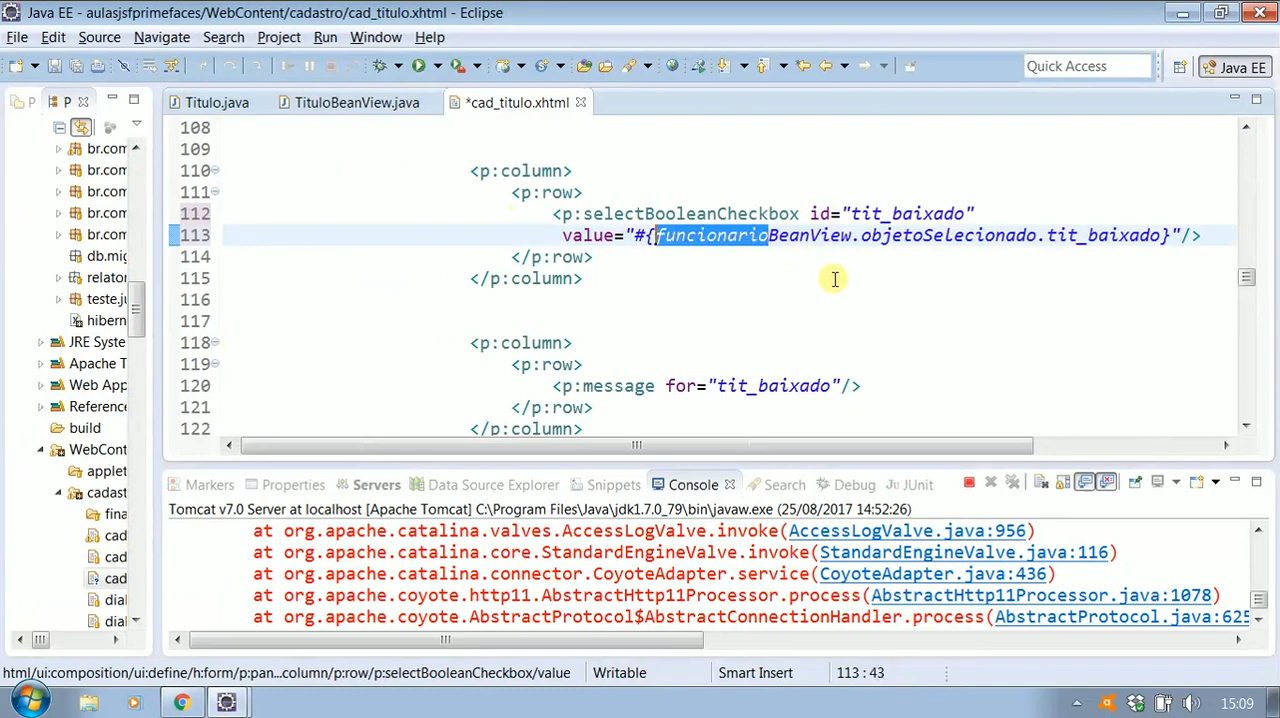 Java EE - aulasjsfprimefaces/WebContent/cadastro/cad_titulo.xhtml - Eclipse
File Edit Source Navigate Search Project Run Window Help
Quick Access
Java EE
P P
Titulo.java TituloBeanView.java *cad_titulo.xhtml
br.com
br.com
br.com
br.com
br.com
db.mig
relator
teste.ju
hibern
JRE Syste
Apache T
Web App
Reference
build
WebConte
applet
cadast
fina
cad
cad
cad
dial
dial
108
110 <p:column>
111 <p:row>
112 <p:selectBooleanCheckbox id="tit_baixado"
113 value="#{funcionarioBeanView.objetoSelecionado.tit_baixado}"/>
114 </p:row>
115 </p:column>
116
117
118 <p:column>
119 <p:row>
120 <p:message for="tit_baixado"/>
121 </p:row>
122 </p:column>
Markers Properties Servers Data Source Explorer Snippets Console Search Debug JUnit
Tomcat v7.0 Server at localhost [Apache Tomcat] C:\Program Files\Java\jdk1.7.0_79\bin\javaw.exe (25/08/2017 14:52:26)
at org.apache.catalina.valves.AccessLogValve.invoke(AccessLogValve.java:956)
at org.apache.catalina.core.StandardEngineValve.invoke(StandardEngineValve.java:116)
at org.apache.catalina.connector.CoyoteAdapter.service(CoyoteAdapter.java:436)
at org.apache.coyote.http11.AbstractHttp11Processor.process(AbstractHttp11Processor.java:1078)
at org.apache.coyote.AbstractProtocol$AbstractConnectionHandler.process(AbstractProtocol.java:625
html/ui:composition/ui:define/h:form/p:pan...column/p:row/p:selectBooleanCheckbox/value
Writable
Smart Insert
113 : 43
15:09